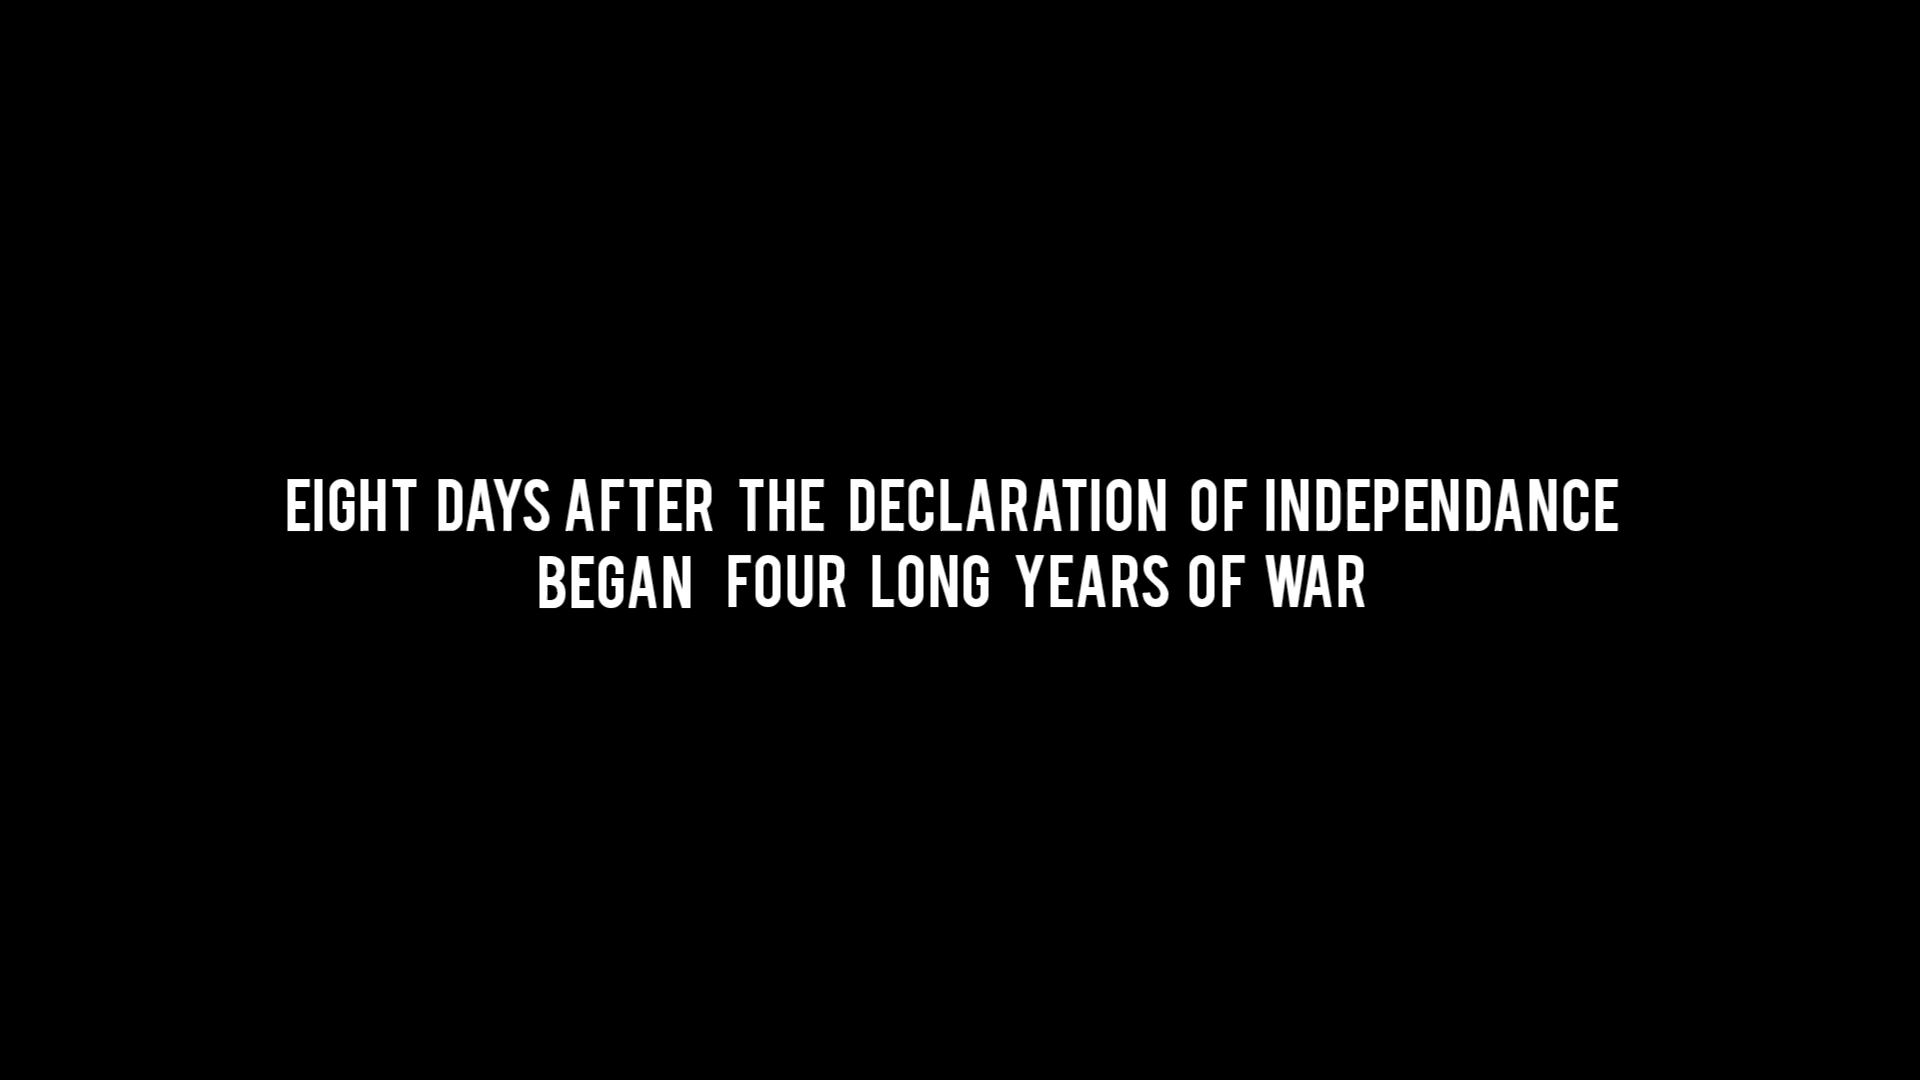 EIGHT DAYS AFTER THE DECLARATION OF INDEPENDANCE
BEGAN FOUR LONG YEARS OF WAR